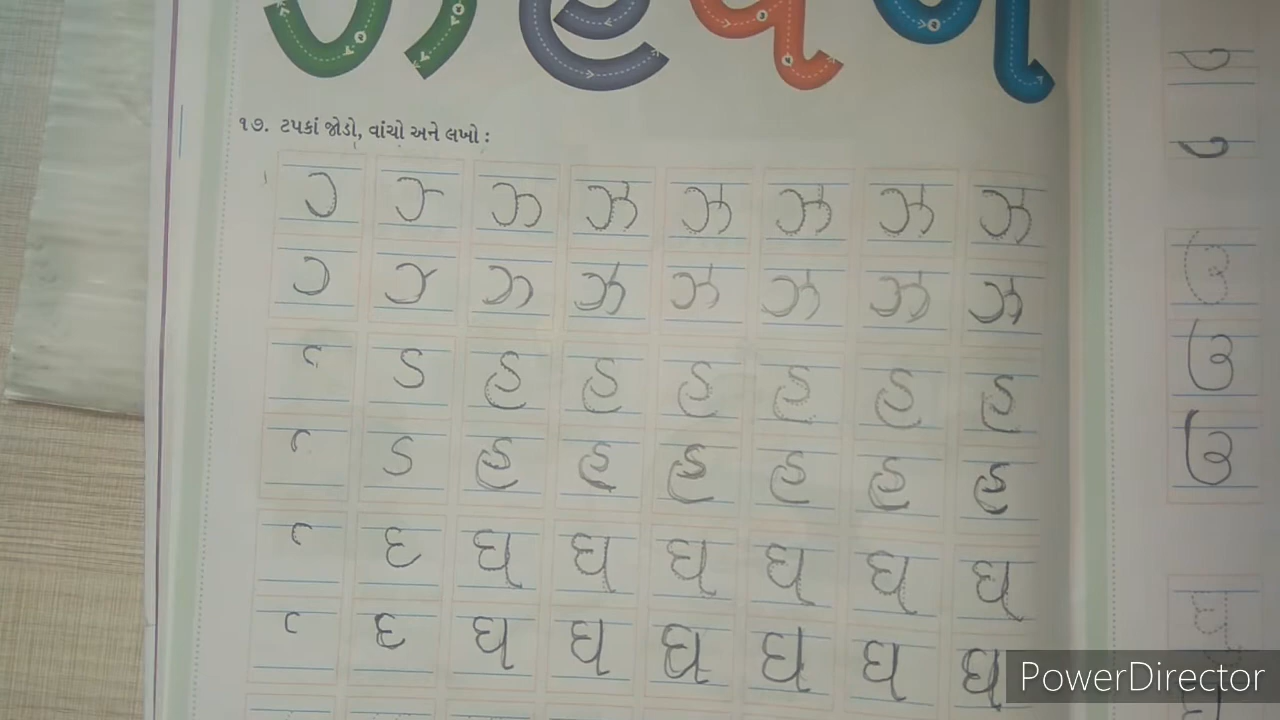 ઝ હ ઘ ળ
૧૭. ટપકાં જોડો, વાંચો અને લખો :
ઝ ઝ ઝ ઝ ઝ
ઝ ઝ ઝ ઝ ઝ
ડ હ હ હ હ હ હ
ડ હ હ હ હ હ હ
દ ઘ ઘ ઘ ઘ ઘ ઘ
દ ઘ ઘ ઘ ઘ ઘ ઘ
PowerDirector